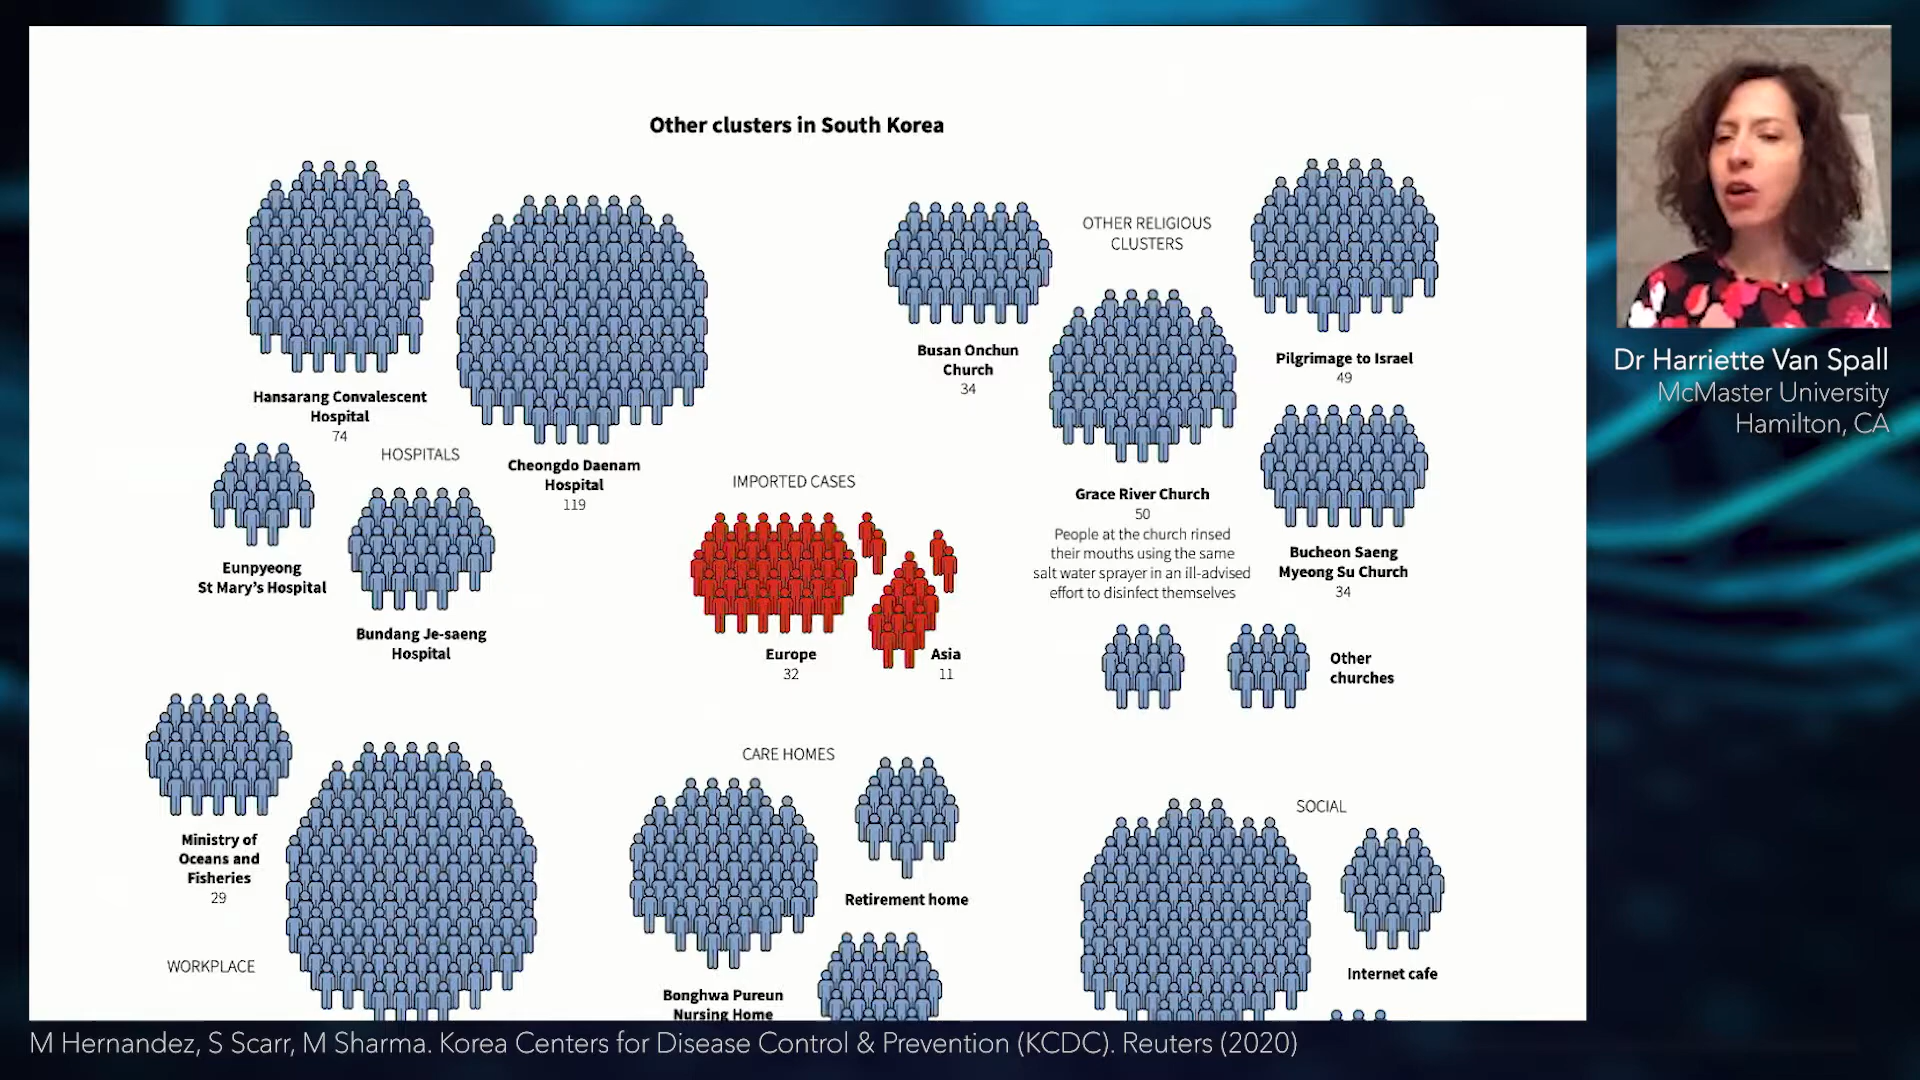 Other clusters in South Korea
Hansarang Convalescent
Hospital
74
HOSPITALS
Cheongdo Daenam
Hospital
119
Eunpyeong
St Mary's Hospital
Bundang Je-saeng
Hospital
IMPORTED CASES
Europe
32
Asia
11
OTHER RELIGIOUS
CLUSTERS
Busan Onchun
Church
34
Pilgrimage to Israel
49
Grace River Church
50
People at the church rinsed
their mouths using the same
salt water sprayer in an ill-advised
effort to disinfect themselves
Bucheon Saeng
Myeong Su Church
34
Other
churches
Ministry of
Oceans and
Fisheries
29
WORKPLACE
CARE HOMES
Retirement home
Bonghwa Pureun
Nursing Home
SOCIAL
Internet cafe
Dr Harriette Van Spall
McMaster University
Hamilton, CA
M Hernandez, S Scarr, M Sharma. Korea Centers for Disease Control & Prevention (KCDC). Reuters (2020)